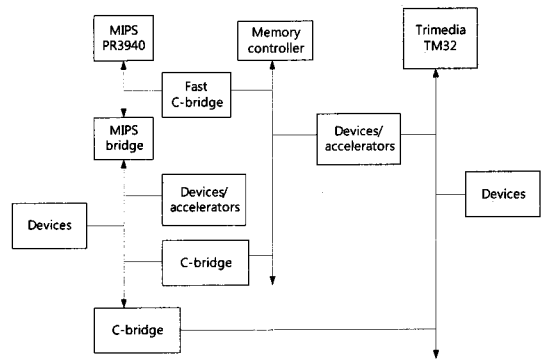 MIPS
PR3940
Memory
controller
Trimedia
TM32
Fast
C-bridge
MIPS
bridge
Devices/
accelerators
Devices/
accelerators
Devices
Devices
C-bridge
C-bridge